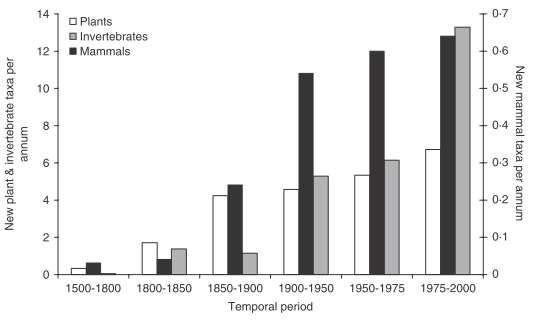 Plants
Invertebrates
Mammals
New plant & invertebrate taxa per
annum
14
12
10
8
6
4
2
0
0·7
0·6
0·5
0·4
0·3
0·2
0·1
0
New mammal taxa per annum
1500-1800 1800-1850 1850-1900 1900-1950 1950-1975 1975-2000
Temporal period